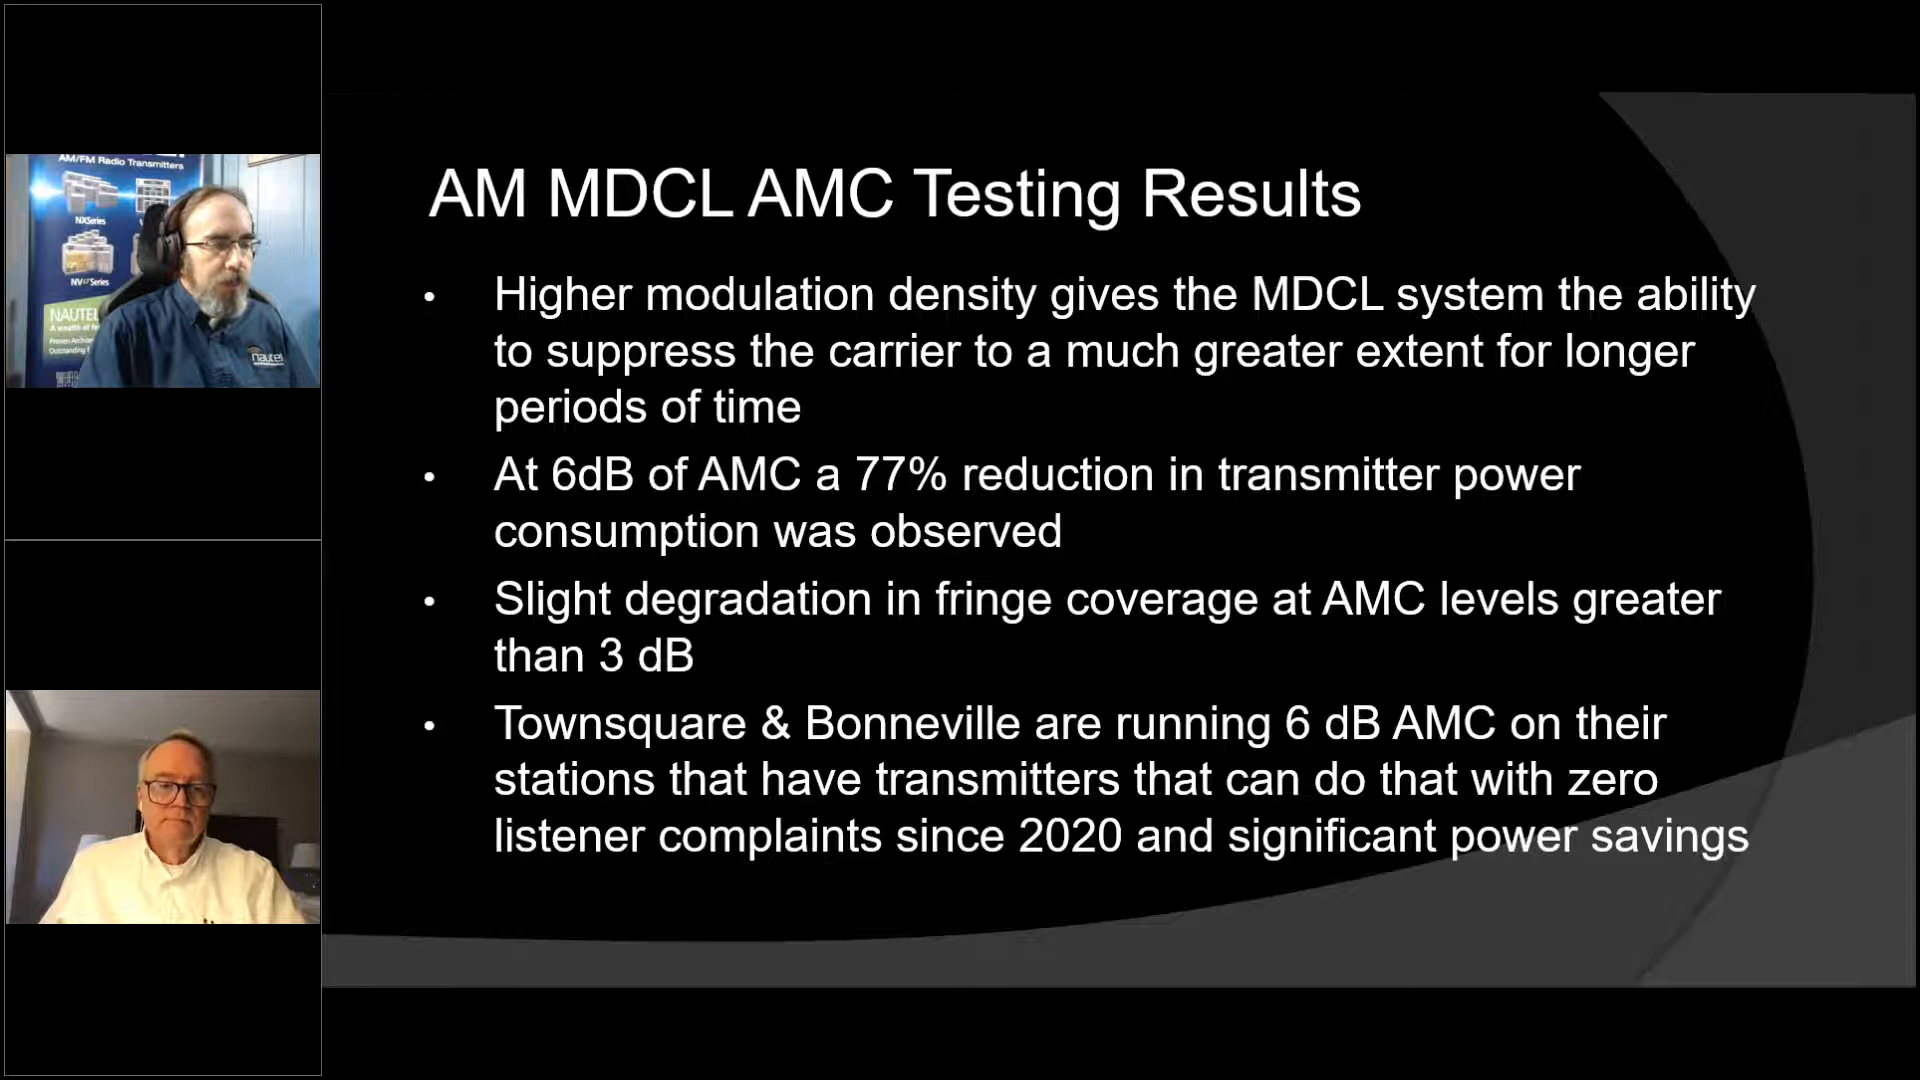 AM/FM Radio Transmitters
NXSeries
NVLTSeries
NAUTEL
Outstanding
nautel
AM MDCL AMC Testing Results
• Higher modulation density gives the MDCL system the ability
to suppress the carrier to a much greater extent for longer
periods of time
• At 6dB of AMC a 77% reduction in transmitter power
consumption was observed
• Slight degradation in fringe coverage at AMC levels greater
than 3 dB
• Townsquare & Bonneville are running 6 dB AMC on their
stations that have transmitters that can do that with zero
listener complaints since 2020 and significant power savings